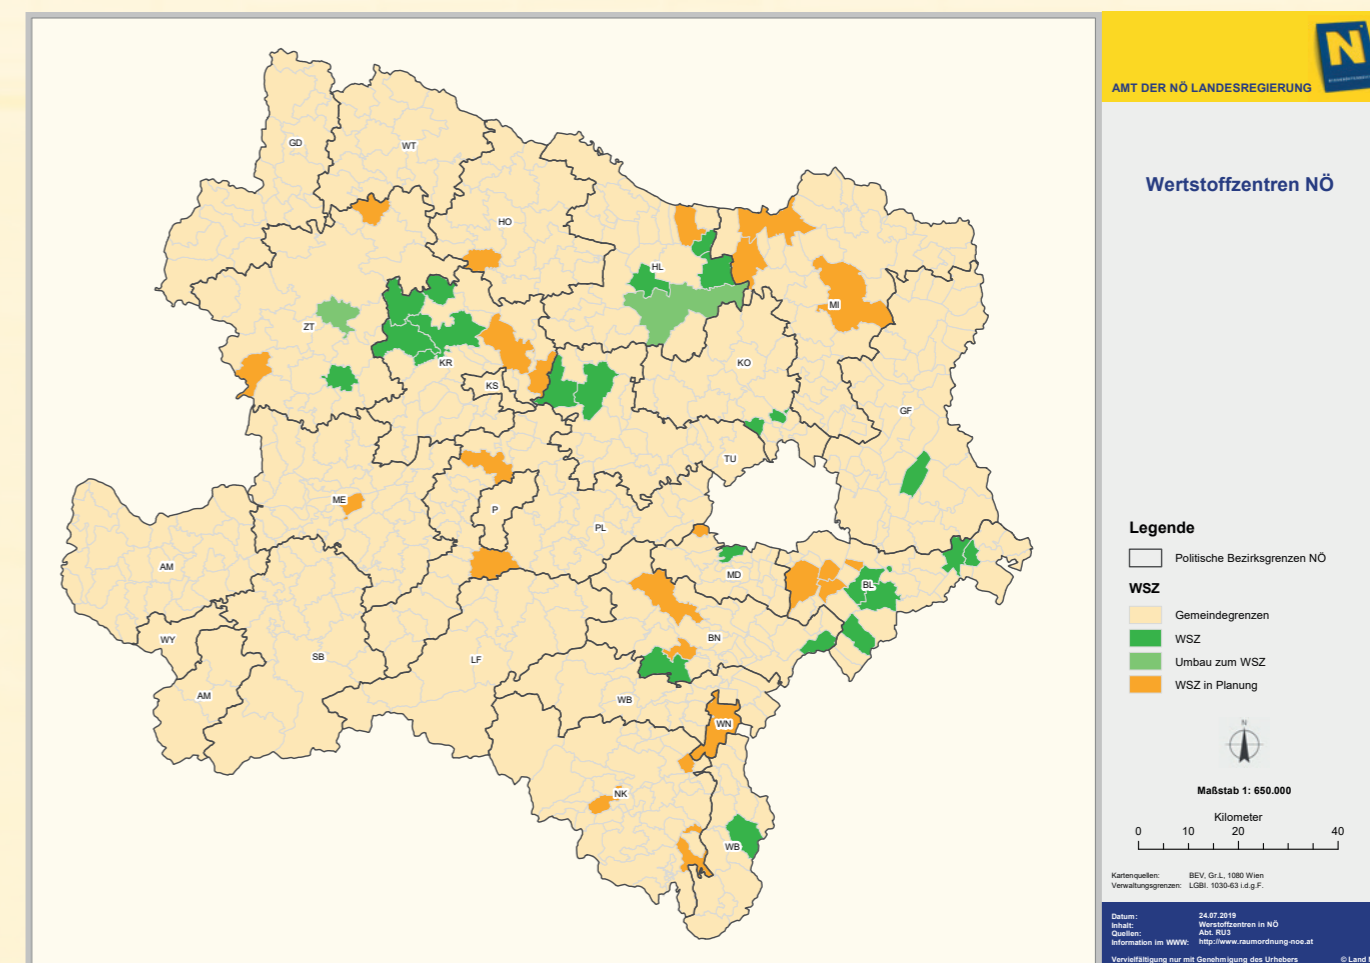 AMT DER NÖ LANDESREGIERUNG
N
Wertstoffzentren NÖ
GD
WT
HO
HL
MI
ZT
KR
KS
KO
GF
TU
ME
P
PL
AM
MD
BL
WY
SB
LF
BN
AM
WB
WN
NK
WB
Legende
Politische Bezirksgrenzen NÖ
WSZ
Gemeindegrenzen
WSZ
Umbau zum WSZ
WSZ in Planung
N
Maßstab 1: 650.000
Kilometer
0 10 20 40
Kartenquellen: BEV, Gr.L, 1080 Wien
Verwaltungsgrenzen: LGBl. 1030-63 i.d.g.F.
Datum: 24.07.2019
Inhalt: Werstoffzentren in NÖ
Quellen: Abt. RU3
Information im WWW: http://www.raumordnung-noe.at
Vervielfältigung nur mit Genehmigung des Urhebers © Land